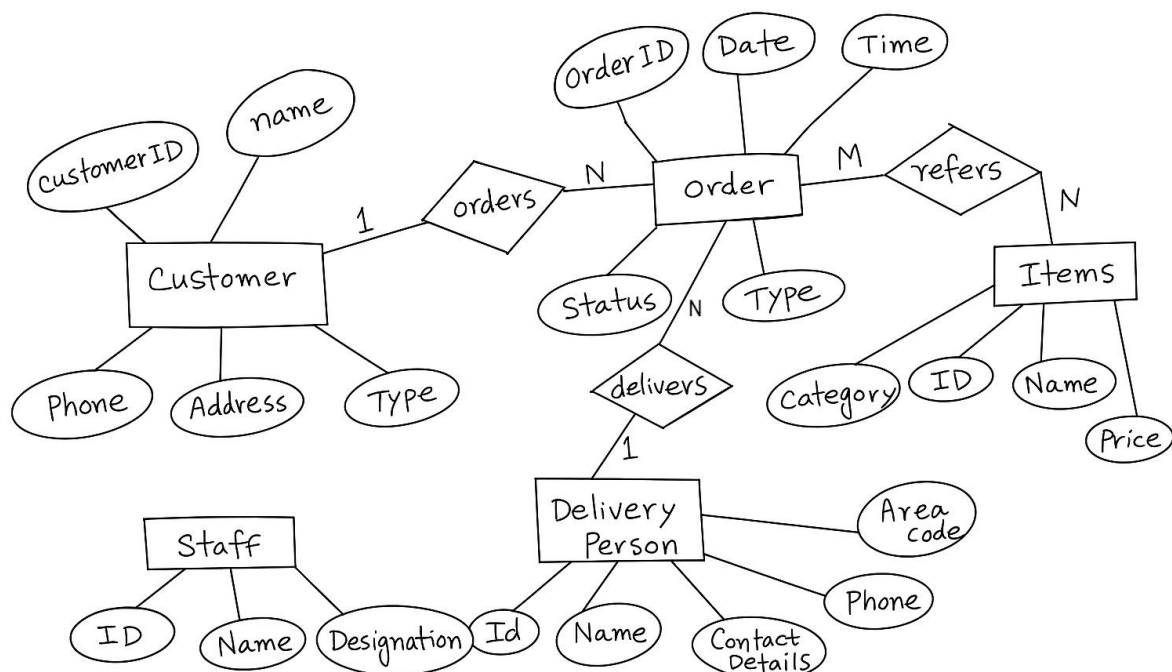 OrderID
Date
Time
name
customerID
orders
N
Order
M
refers
1
N
Customer
Items
Status
N
Type
Category
ID
Name
Price
Phone
Address
Type
delivers
1
Delivery
Person
Area
code
Staff
Phone
ID
Name
Designation
Id
Name
Contact
Details